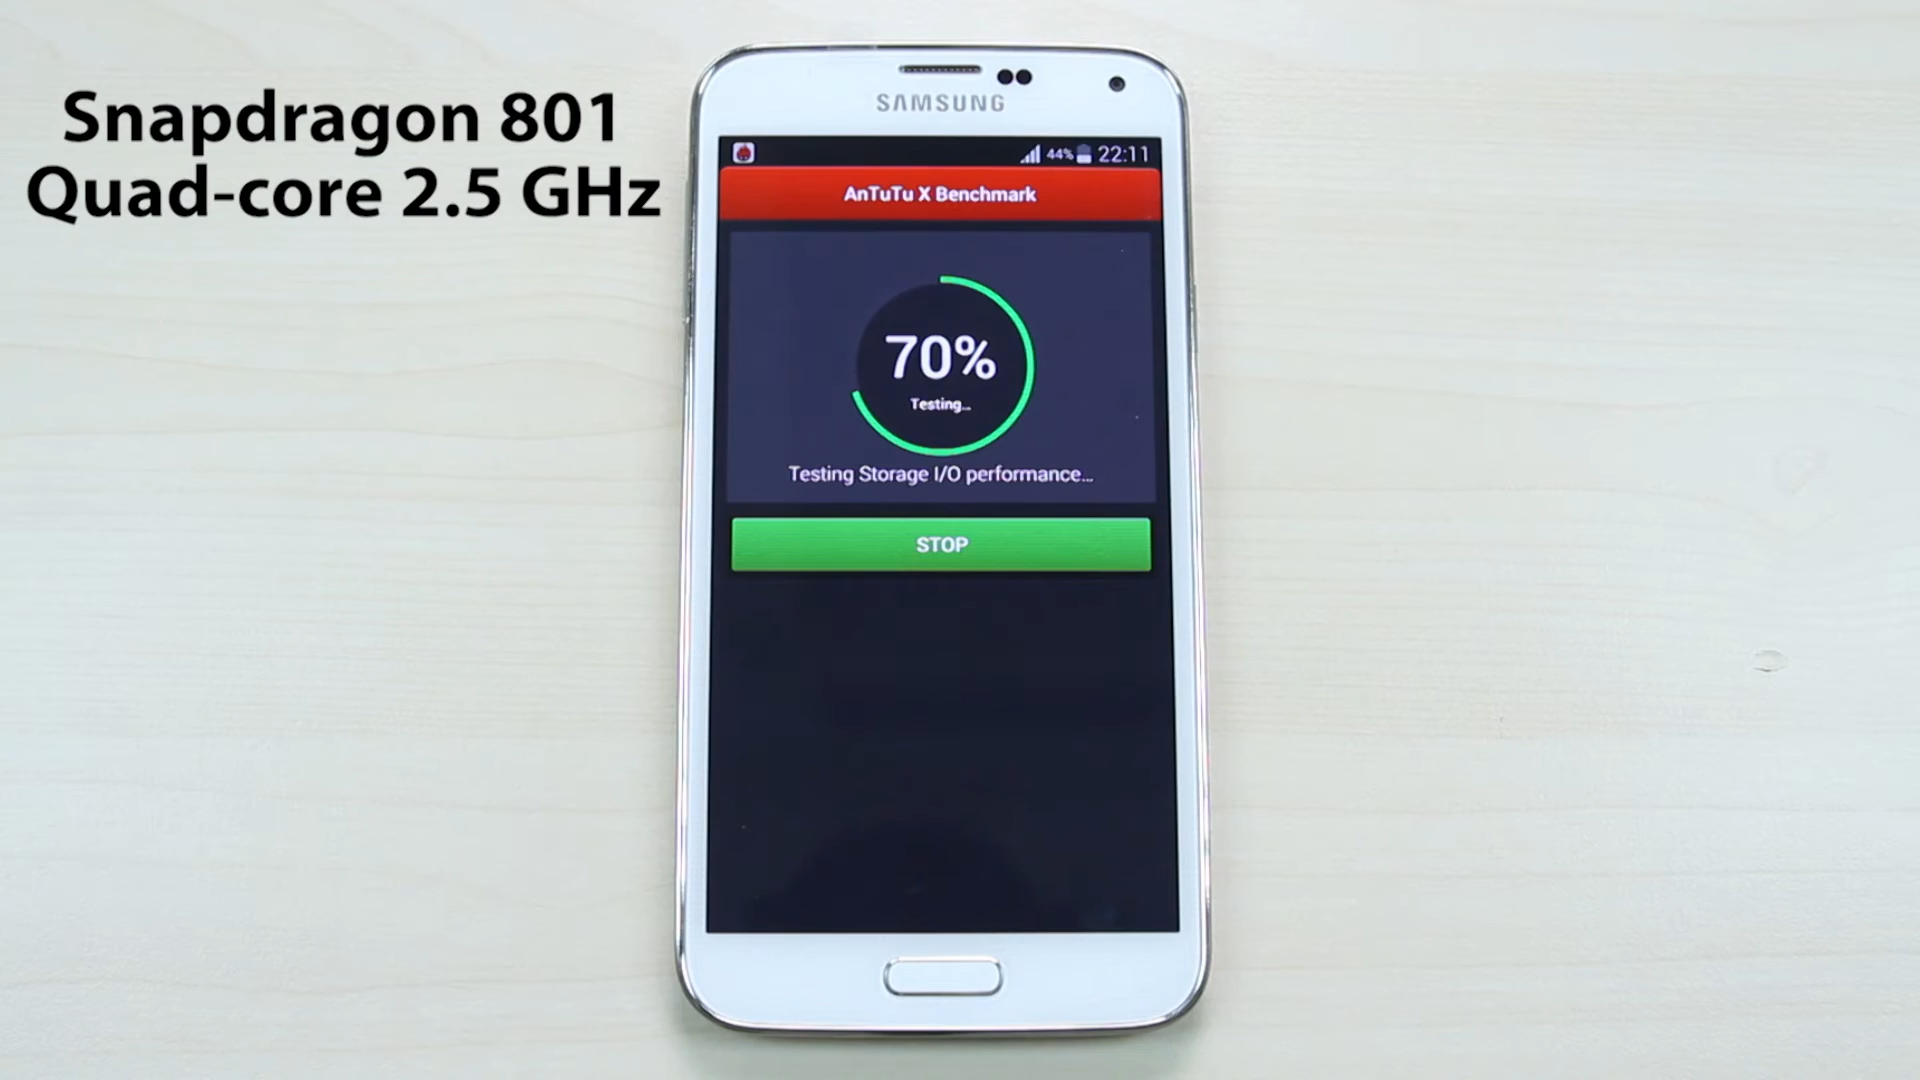 Snapdragon 801
Quad-core 2.5 GHz
SAMSUNG
44% 22:11
AnTuTu X Benchmark
70%
Testing...
Testing Storage I/O performance...
STOP